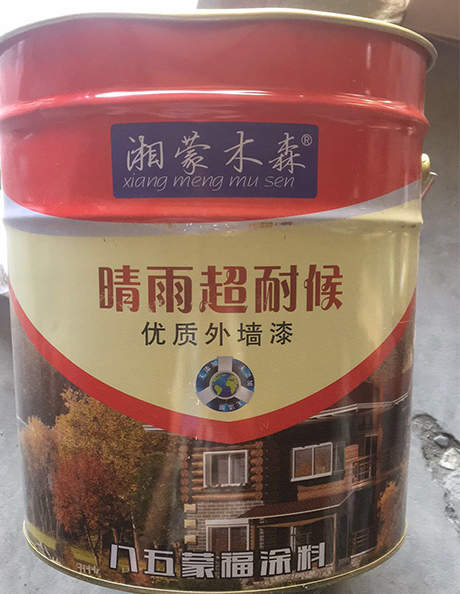 湘蒙木森®
xiang meng mu sen
晴雨超耐候
优质外墙漆
八五蒙福涂料